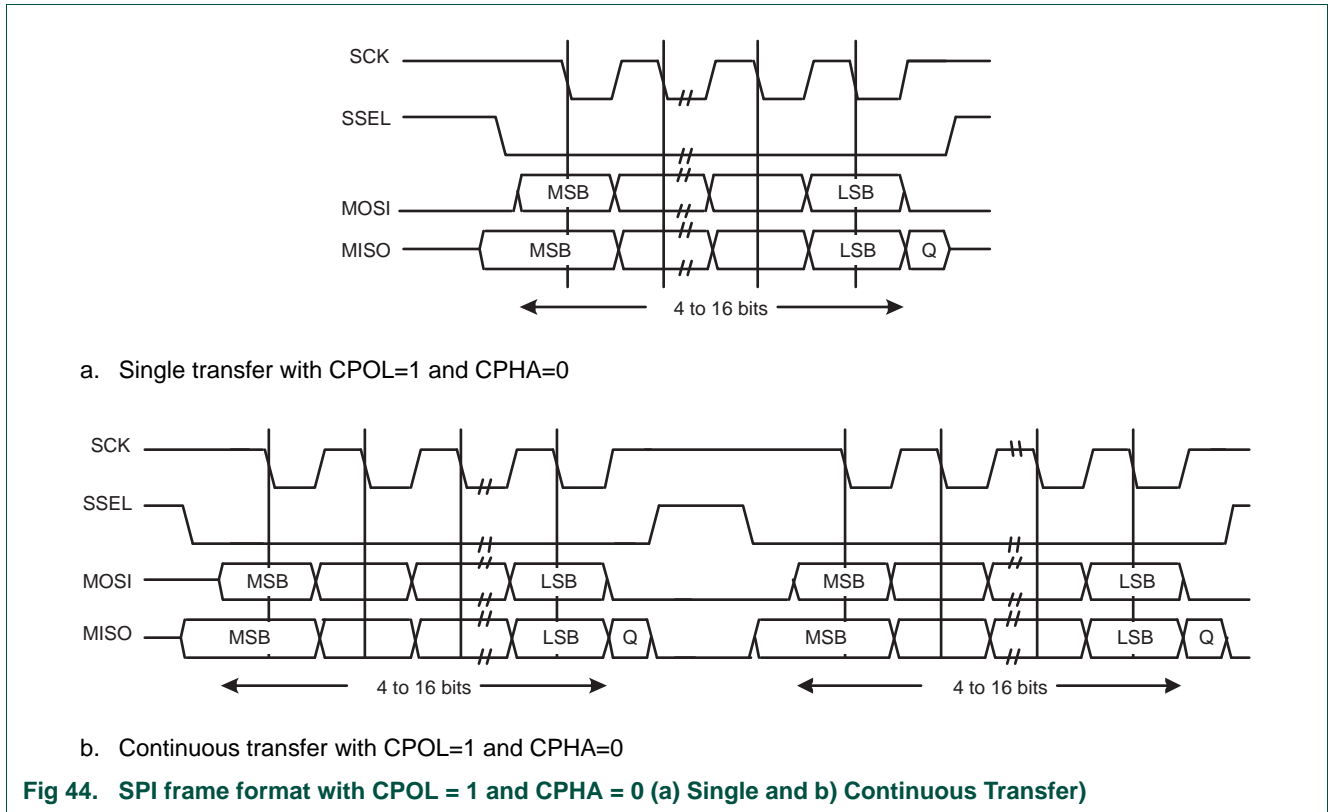 SCK
SSEL
MOSI MSB LSB
MISO MSB LSB Q
4 to 16 bits
a. Single transfer with CPOL=1 and CPHA=0
SCK
SSEL
MOSI MSB LSB MSB LSB
MISO MSB LSB Q MSB LSB Q
4 to 16 bits 4 to 16 bits
b. Continuous transfer with CPOL=1 and CPHA=0
Fig 44. SPI frame format with CPOL = 1 and CPHA = 0 (a) Single and b) Continuous Transfer)